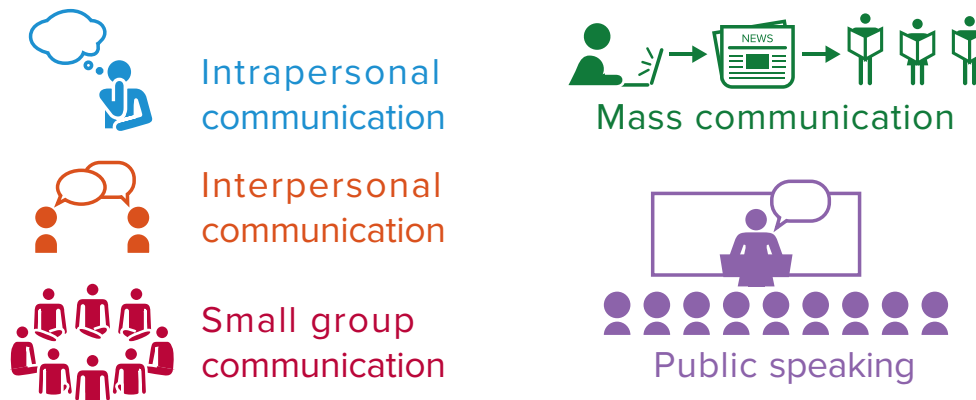 Intrapersonal
communication
Interpersonal
communication
Small group
communication
NEWS
Mass communication
Public speaking